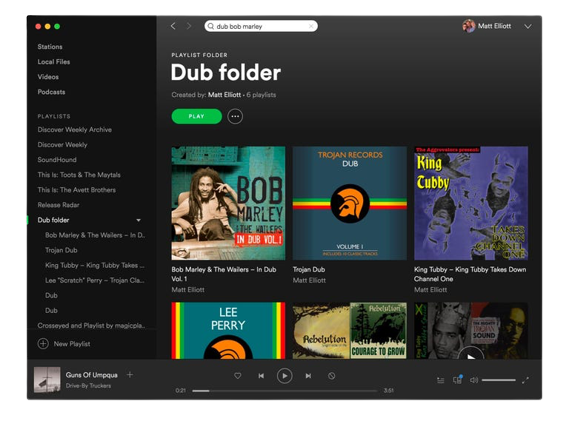 dub bob marley
Matt Elliott
Stations
Local Files
Videos
Podcasts
PLAYLISTS
Discover Weekly Archive
Discover Weekly
SoundHound
This Is: Toots & The Maytals
This Is: The Avett Brothers
Release Radar
Dub folder
Bob Marley & The Wailers – In D..
Trojan Dub
King Tubby – King Tubby Takes ...
Lee "Scratch" Perry – Trojan Cla...
Dub
Dub
Crosseyed and Playlist by magicpla..
New Playlist
PLAYLIST FOLDER
Dub folder
Created by: Matt Elliott • 6 playlists
PLAY
BOB
MARLEY
& THE WAILERS
IN DUB VOL.1
Bob Marley & The Wailers – In Dub
Vol. 1
Matt Elliott
TROJAN RECORDS
DUB
VOLUME 1
Trojan Dub
Matt Elliott
The Aggrovators presents:
King
Tubby
TAKES
DOWN
CHANNEL
ONE
King Tubby – King Tubby Takes Down
Channel One
Matt Elliott
LEE
PERRY
Rebelution
Rebelution
COURAGE TO GROW
Guns Of Umpqua
Drive-By Truckers
0:21
3:51